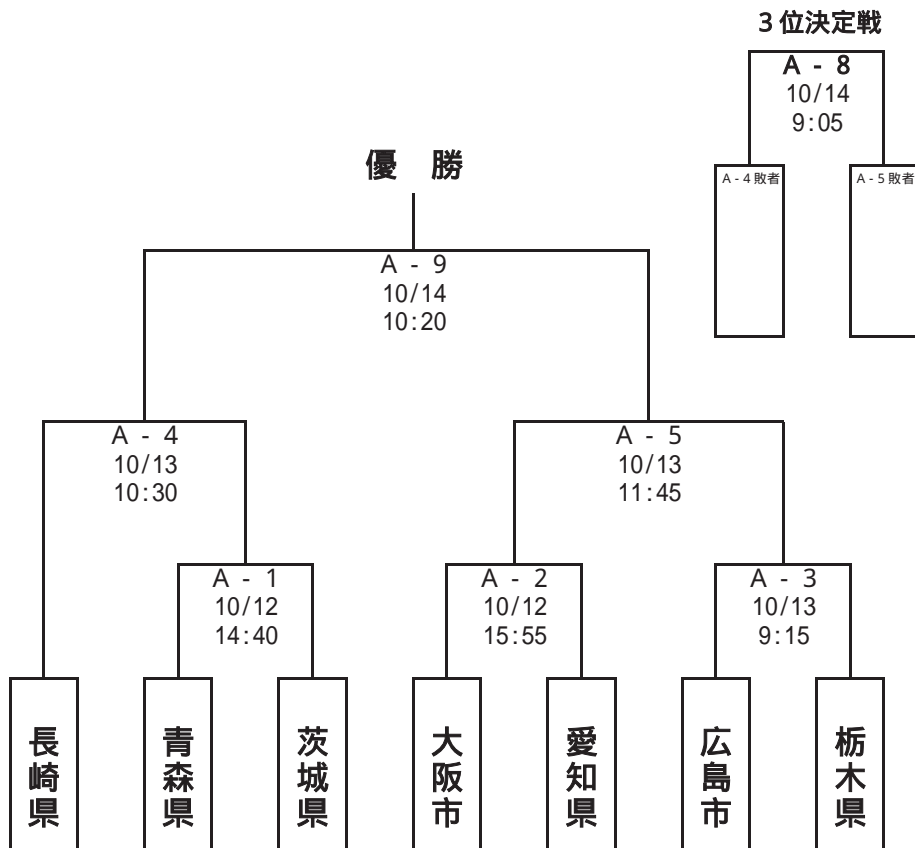 3位決定戦
A - 8
10/14
9:05
A - 4 敗者
A - 5 敗者
優 勝
A - 9
10/14
10:20
A - 4
10/13
10:30
A - 5
10/13
11:45
A - 1
10/12
14:40
A - 2
10/12
15:55
A - 3
10/13
9:15
長崎県
青森県
茨城県
大阪市
愛知県
広島市
栃木県